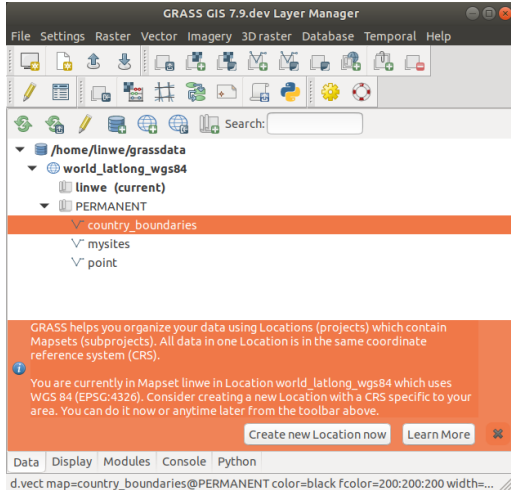 GRASS GIS 7.9.dev Layer Manager
File Settings Raster Vector Imagery 3D raster Database Temporal Help
Search:
/home/linwe/grassdata
world_latlong_wgs84
linwe (current)
PERMANENT
country_boundaries
mysites
point
GRASS helps you organize your data using Locations (projects) which contain
Mapsets (subprojects). All data in one Location is in the same coordinate
reference system (CRS).
You are currently in Mapset linwe in Location world_latlong_wgs84 which uses
WGS 84 (EPSG:4326). Consider creating a new Location with a CRS specific to your
area. You can do it now or anytime later from the toolbar above.
Create new Location now Learn More
Data Display Modules Console Python
d.vect map=country_boundaries@PERMANENT color=black fcolor=200:200:200 width=...